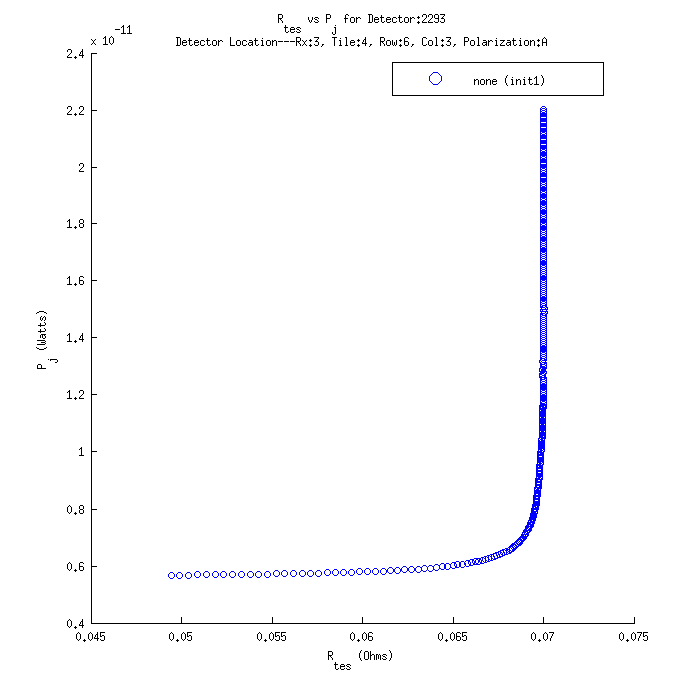 R_tes vs P_j for Detector:2293
Detector Location---Rx:3, Tile:4, Row:6, Col:3, Polarization:A
x 10^-11
none (init1)
2.4
2.2
2
1.8
1.6
1.4
1.2
1
0.8
0.6
0.4
P_j (Watts)
0.045 0.05 0.055 0.06 0.065 0.07 0.075
R_tes (Ohms)